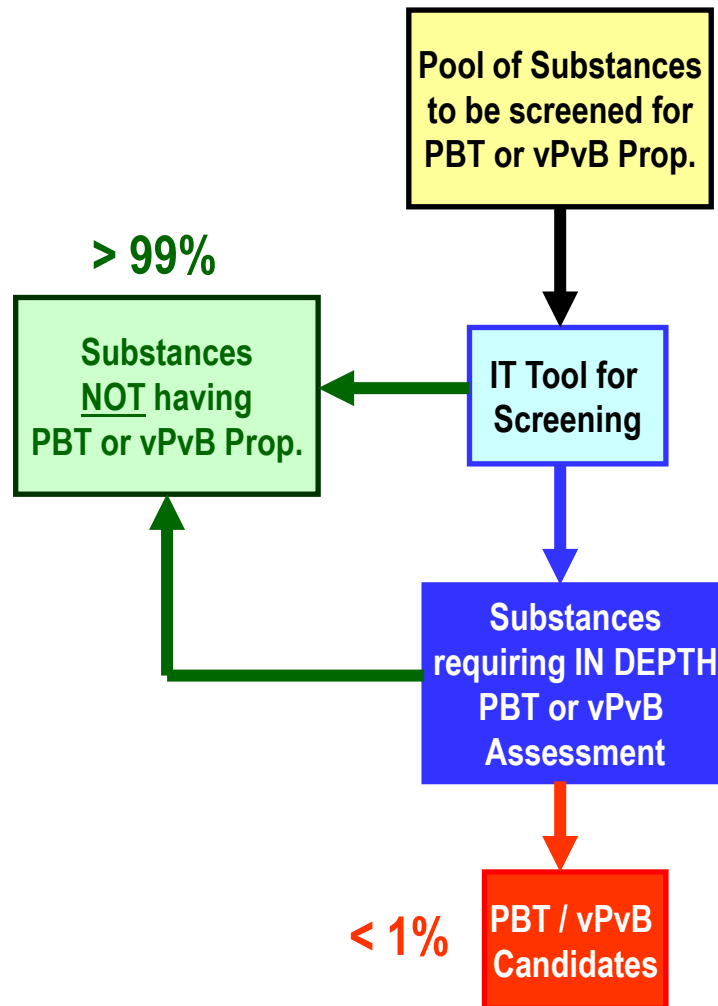 Pool of Substances
to be screened for
PBT or vPvB Prop.
> 99%
Substances
NOT having
PBT or vPvB Prop.
IT Tool for
Screening
Substances
requiring IN DEPTH
PBT or vPvB
Assessment
< 1%
PBT / vPvB
Candidates